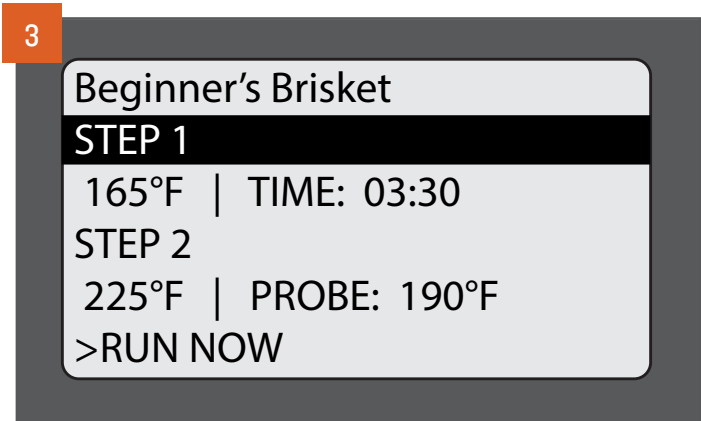 3
Beginner's Brisket
STEP 1
165°F | TIME: 03:30
STEP 2
225°F | PROBE: 190°F
>RUN NOW